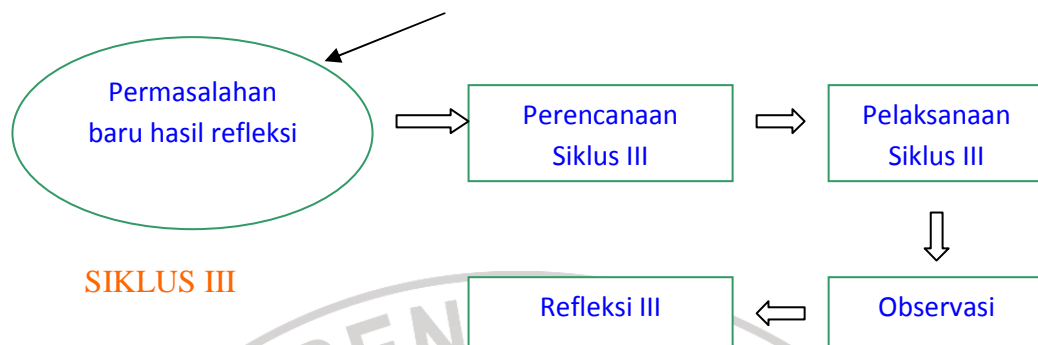 Permasalahan
baru hasil refleksi
Perencanaan
Siklus III
Pelaksanaan
Siklus III
SIKLUS III
Refleksi III
Observasi